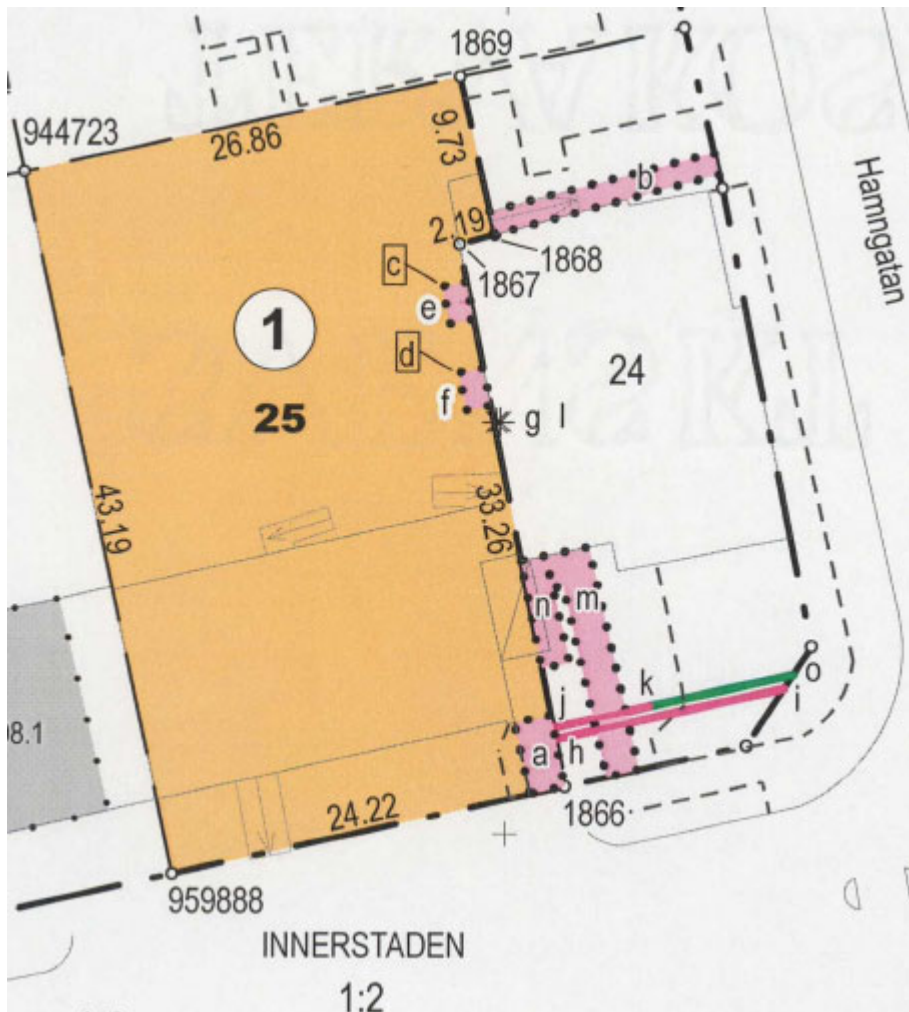 1869
944723
26.86
9.73
b
Hamngatan
2.19
1868
1867
c
e
1
24
d
25
f
g l
43.19
33.26
n
m
j
k
o
i
8.1
a
h
24.22
1866
959888
INNERSTADEN
1:2